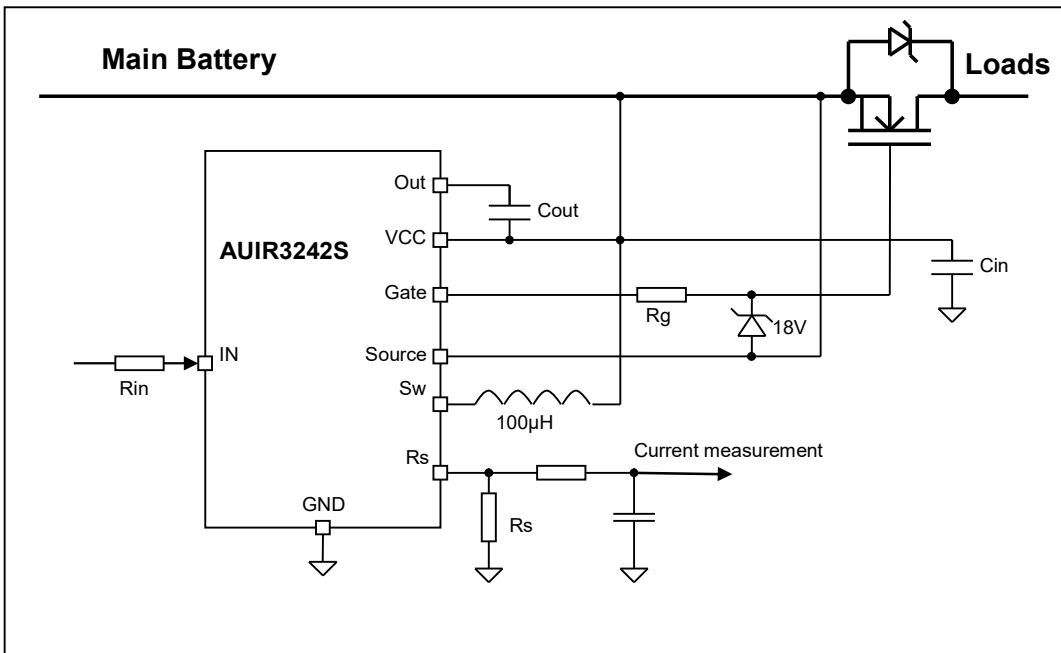 Main Battery
Loads
Out
Cout
VCC
AUIR3242S
Cin
Gate
Rg
18V
IN
Source
Rin
Sw
100µH
Rs
Current measurement
GND
Rs